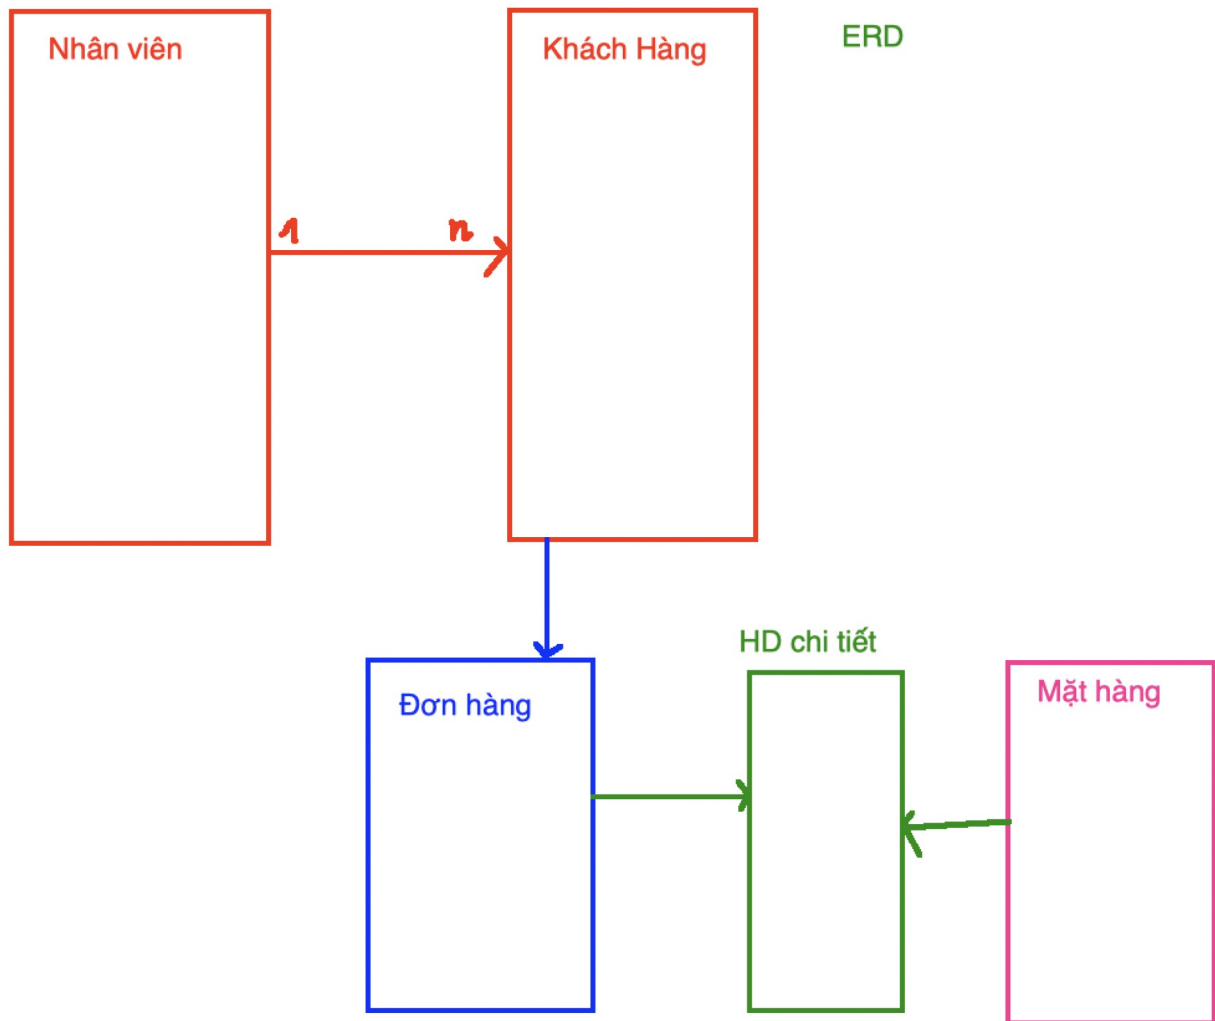 Nhân viên
Khách Hàng
ERD
1
n
HD chi tiết
Đơn hàng
Mặt hàng